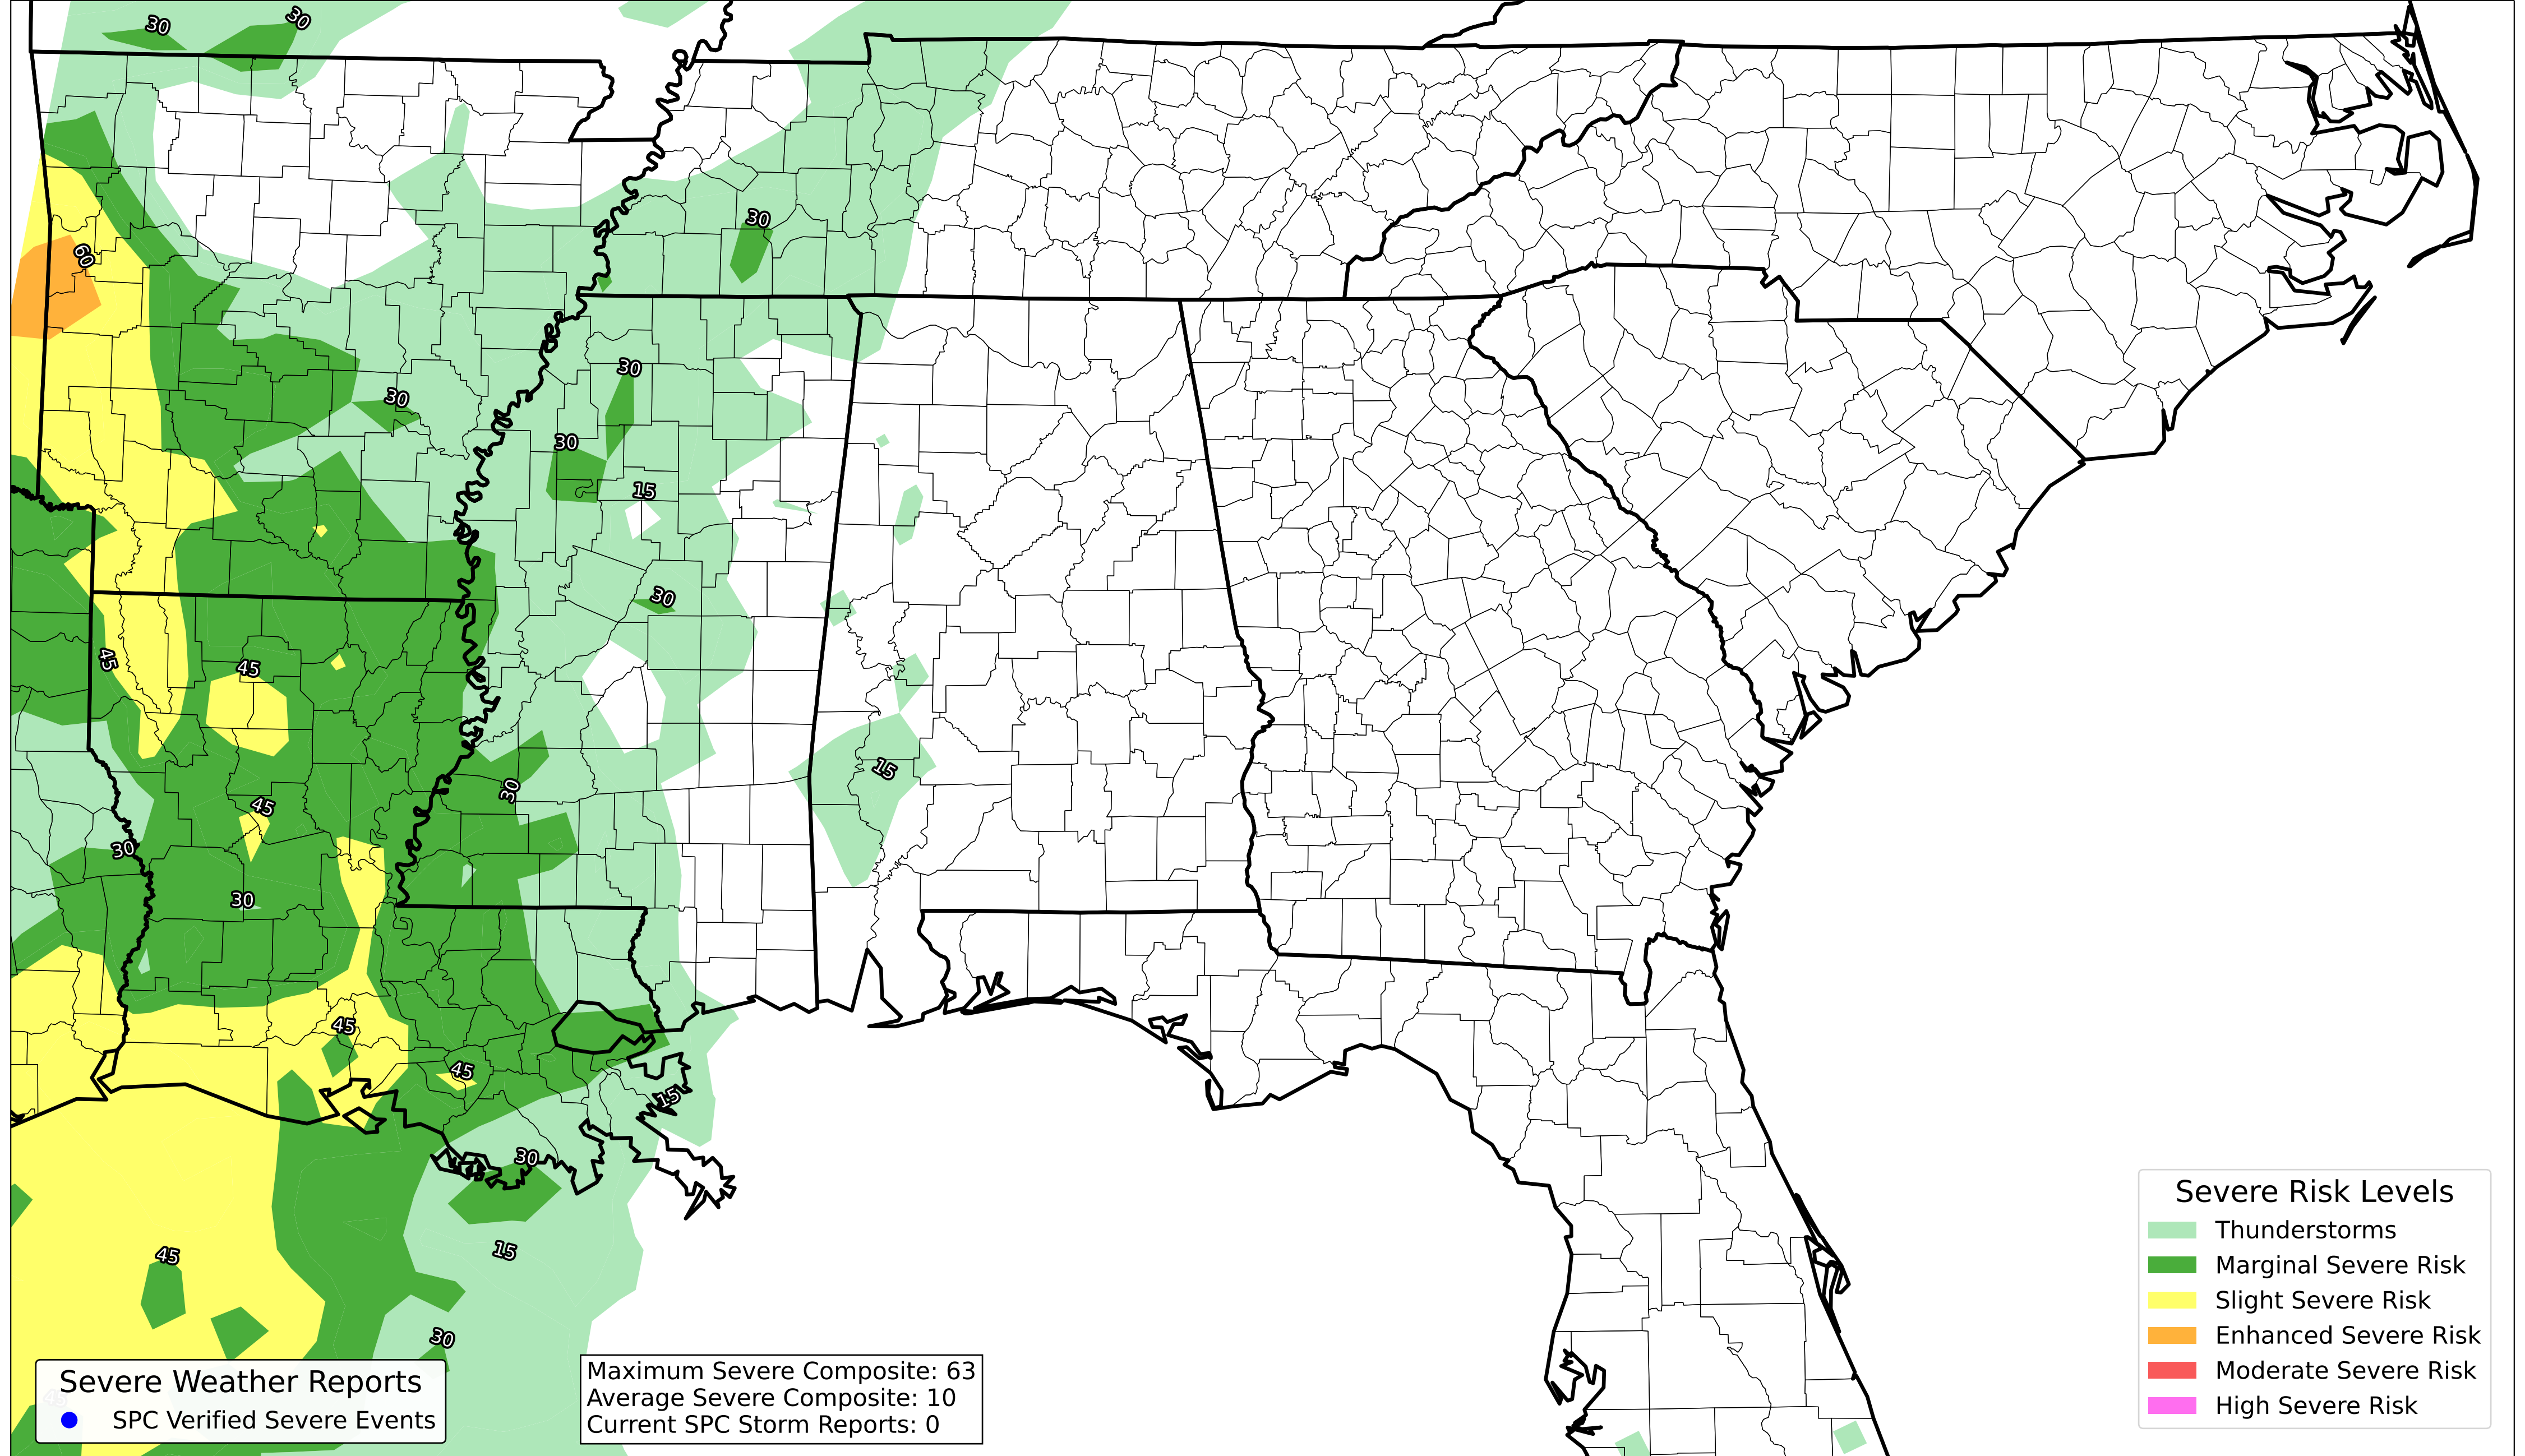 30
30
30
60
30
30
30
15
30
45
45
15
30
45
30
30
45
45
15
30
15
45
30
45
Severe Weather Reports
SPC Verified Severe Events
Maximum Severe Composite: 63
Average Severe Composite: 10
Current SPC Storm Reports: 0
Severe Risk Levels
Thunderstorms
Marginal Severe Risk
Slight Severe Risk
Enhanced Severe Risk
Moderate Severe Risk
High Severe Risk